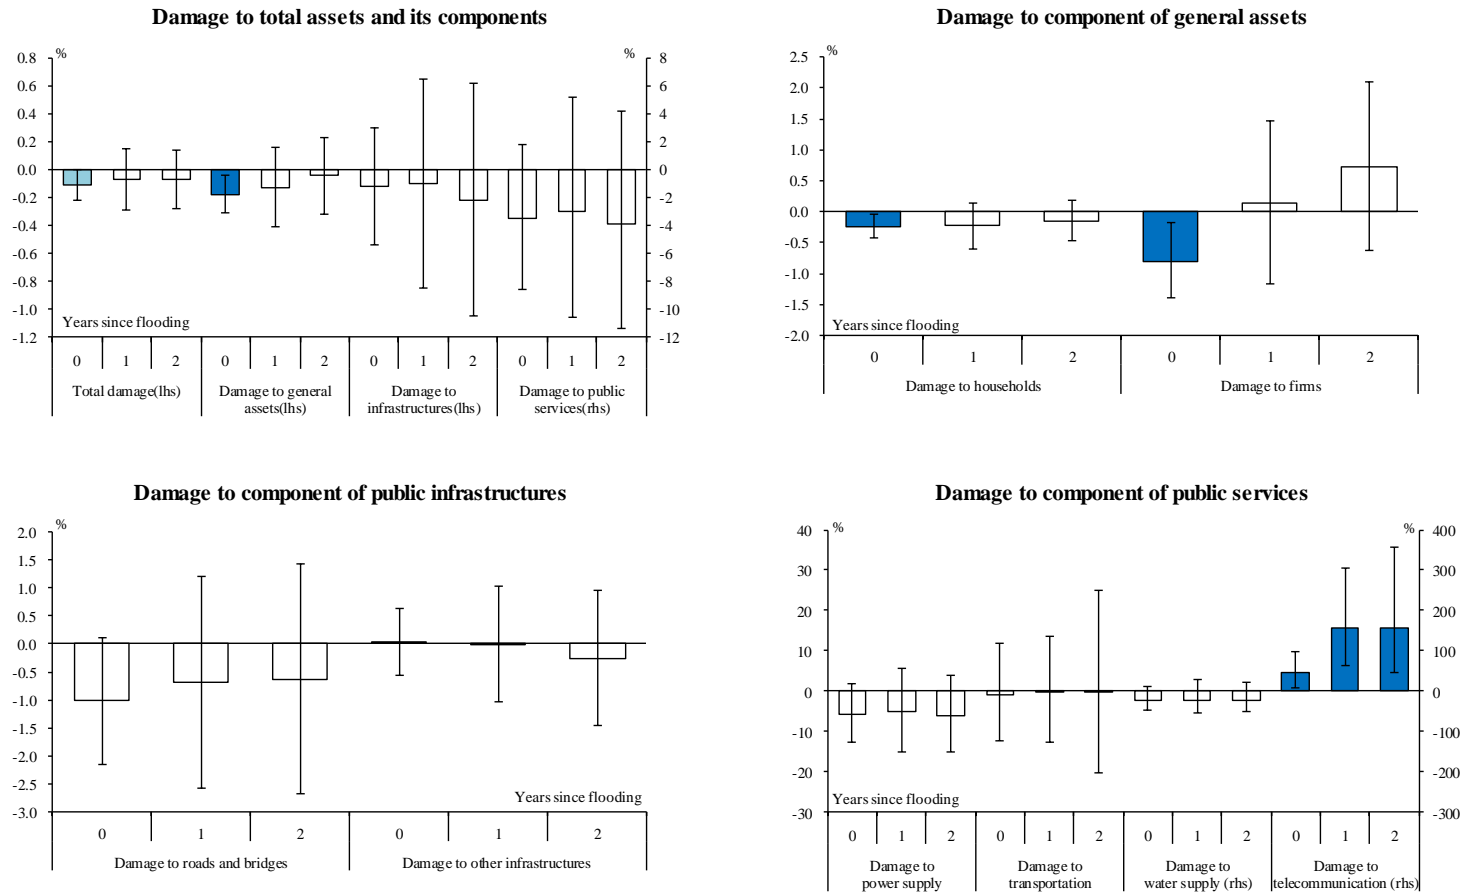 Damage to total assets and its components
%
%
0.8
0.6
0.4
0.2
0.0
-0.2
-0.4
-0.6
-0.8
-1.0
-1.2
8
6
4
2
0
-2
-4
-6
-8
-10
-12
Years since flooding
0 1 2 0 1 2 0 1 2 0 1 2
Total damage(lhs)
Damage to general
assets(lhs)
Damage to
infrastructures(lhs)
Damage to public
services(rhs)
Damage to component of general assets
%
2.5
2.0
1.5
1.0
0.5
0.0
-0.5
-1.0
-1.5
-2.0
Years since flooding
0 1 2 0 1 2
Damage to households
Damage to firms
Damage to component of public infrastructures
%
2.0
1.5
1.0
0.5
0.0
-0.5
-1.0
-1.5
-2.0
-2.5
-3.0
Years since flooding
0 1 2 0 1 2
Damage to roads and bridges
Damage to other infrastructures
Damage to component of public services
%
%
40
30
20
10
0
-10
-20
-30
400
300
200
100
0
-100
-200
-300
Years since flooding
0 1 2 0 1 2 0 1 2 0 1 2
Damage to
power supply
Damage to
transportation
Damage to
water supply (rhs)
Damage to
telecommunication (rhs)